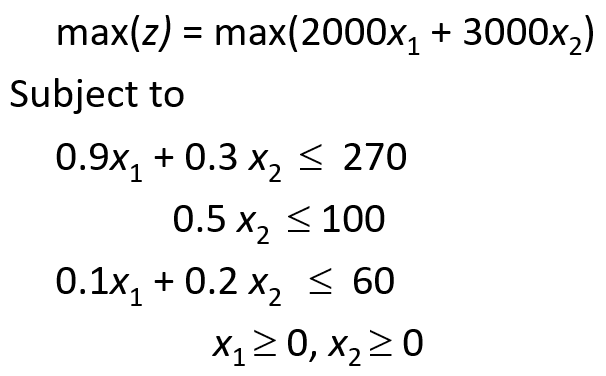 max(z) = max(2000x₁ + 3000x₂)
Subject to
0.9x₁ + 0.3 x₂ ≤ 270
0.5 x₂ ≤ 100
0.1x₁ + 0.2 x₂ ≤ 60
x₁ ≥ 0, x₂ ≥ 0